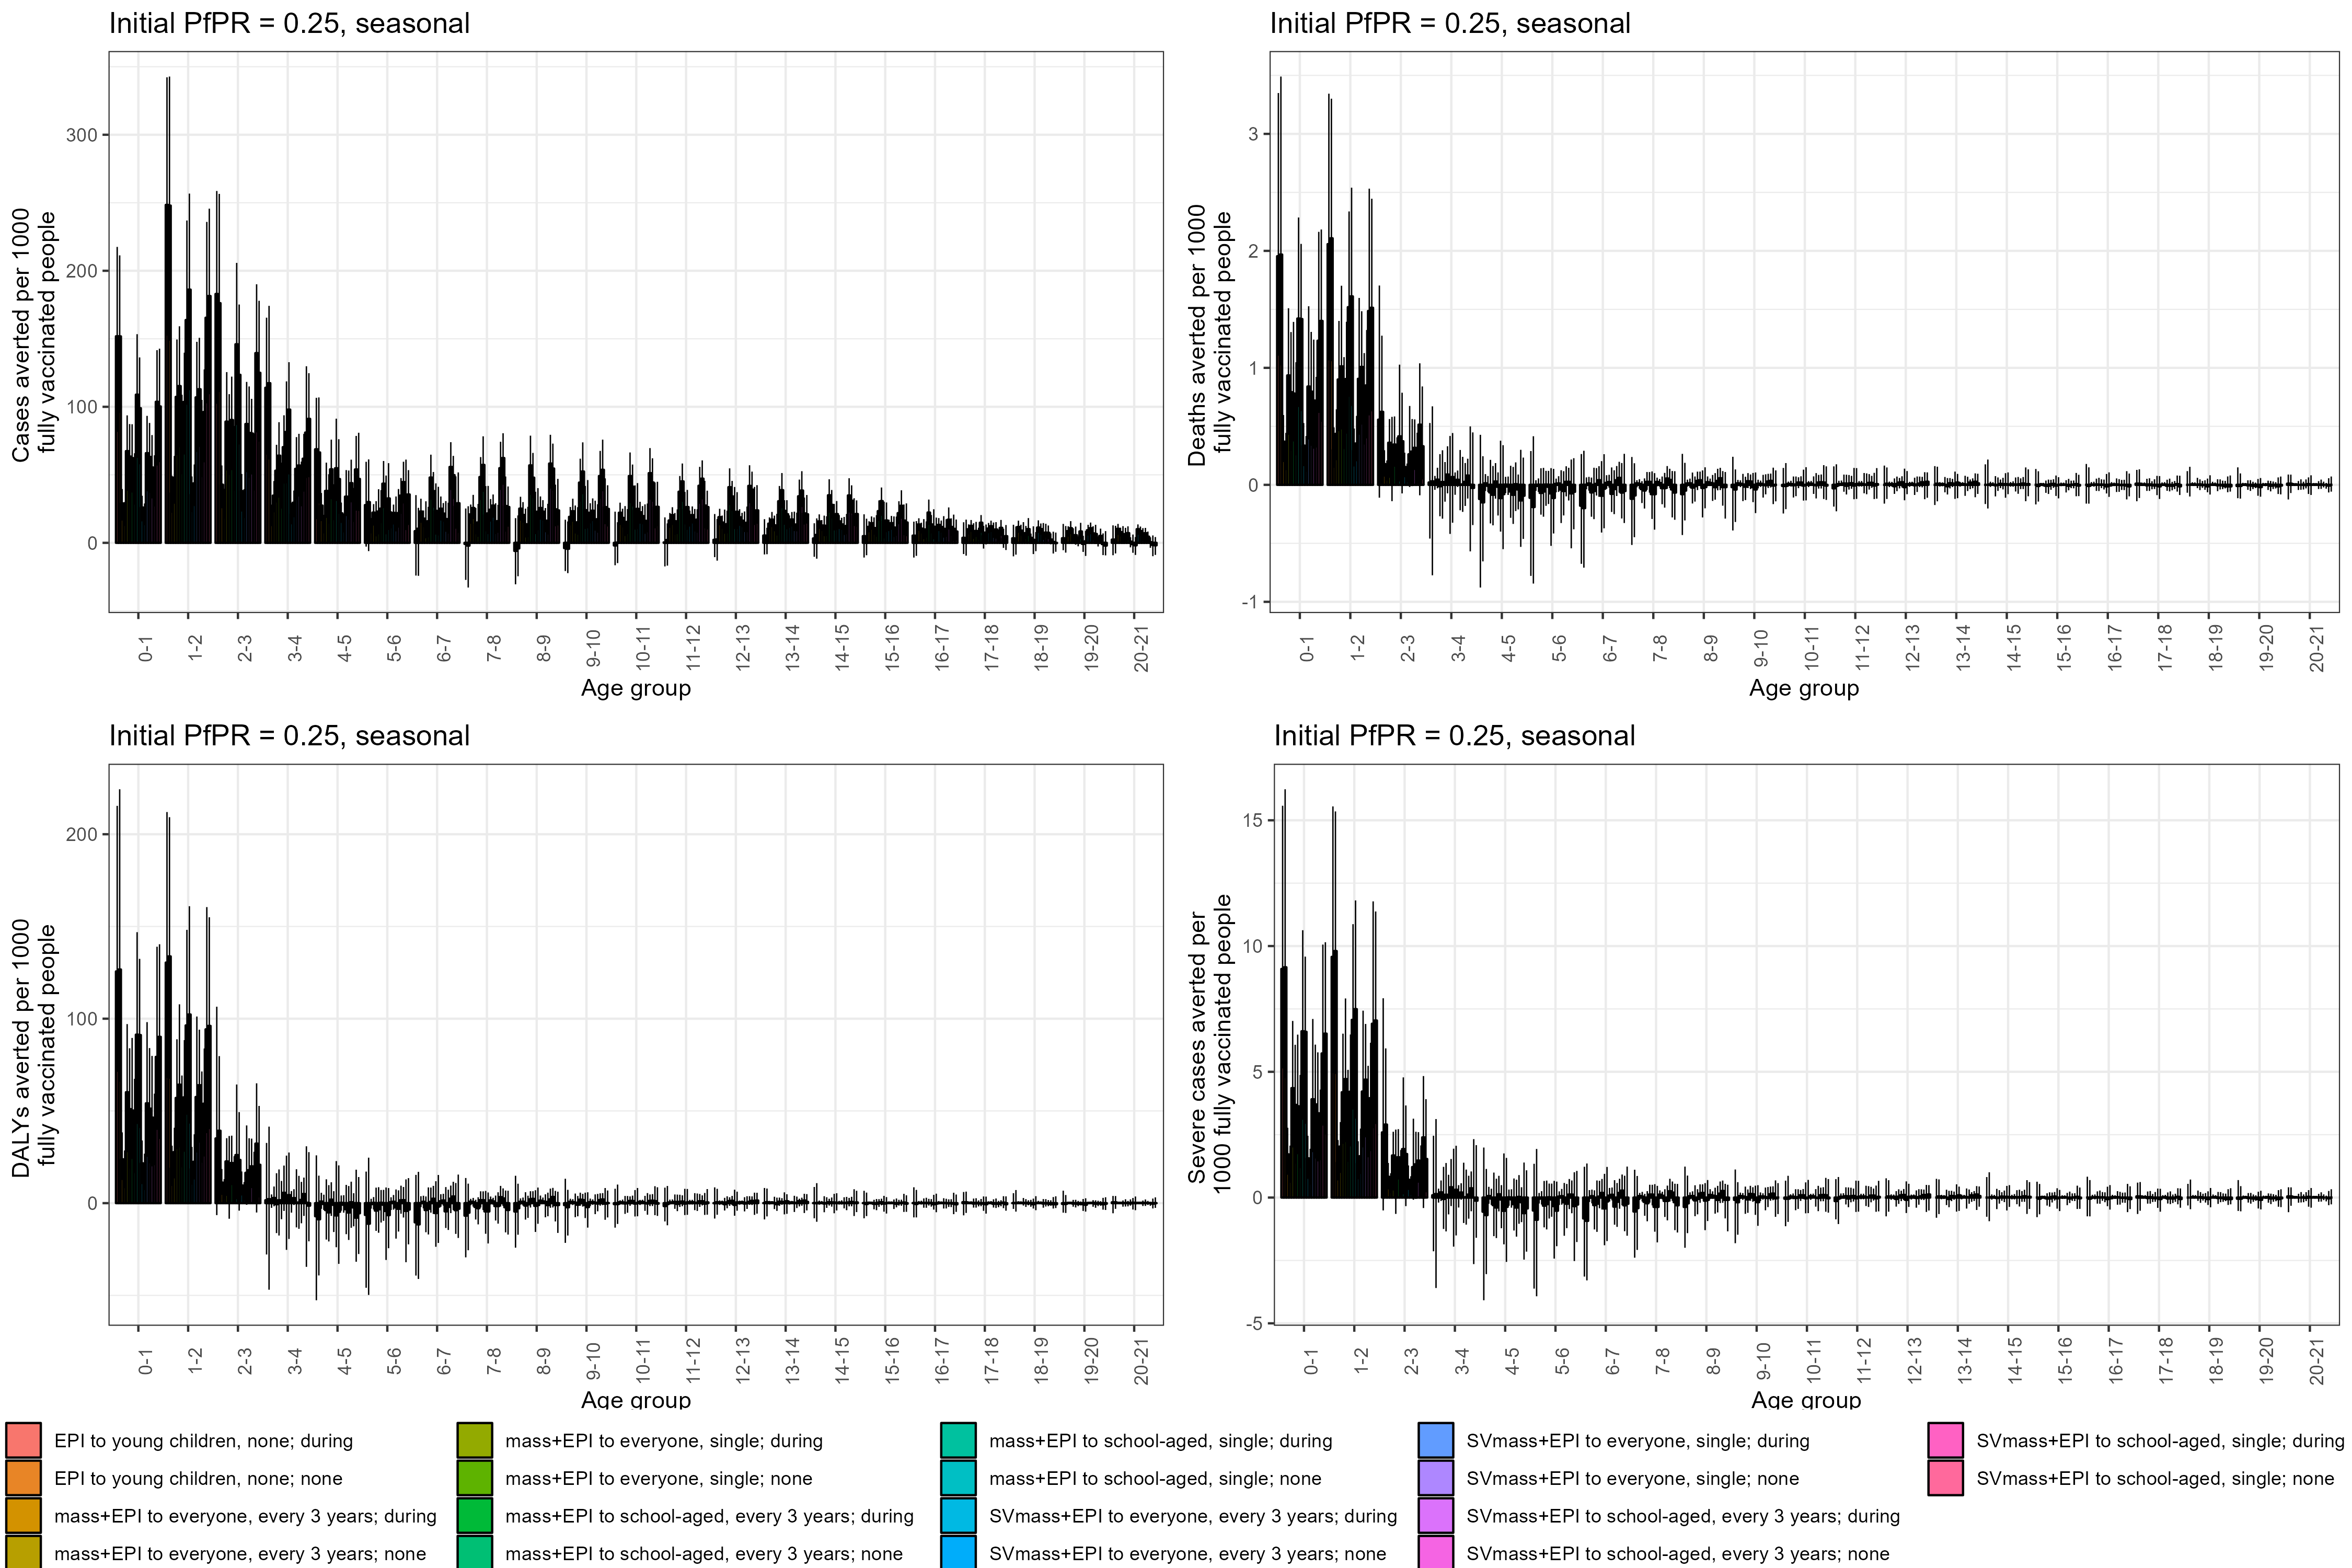 Initial PfPR = 0.25, seasonal
Cases averted per 1000
fully vaccinated people
300
200
100
0
0-1
1-2
2-3
3-4
4-5
5-6
6-7
7-8
8-9
9-10
10-11
11-12
12-13
13-14
14-15
15-16
16-17
17-18
18-19
19-20
20-21
Age group
Initial PfPR = 0.25, seasonal
Deaths averted per 1000
fully vaccinated people
3
2
1
0
-1
0-1
1-2
2-3
3-4
4-5
5-6
6-7
7-8
8-9
9-10
10-11
11-12
12-13
13-14
14-15
15-16
16-17
17-18
18-19
19-20
20-21
Age group
Initial PfPR = 0.25, seasonal
DALYs averted per 1000
fully vaccinated people
200
100
0
0-1
1-2
2-3
3-4
4-5
5-6
6-7
7-8
8-9
9-10
10-11
11-12
12-13
13-14
14-15
15-16
16-17
17-18
18-19
19-20
20-21
Age group
Initial PfPR = 0.25, seasonal
Severe cases averted per
1000 fully vaccinated people
15
10
5
0
-5
0-1
1-2
2-3
3-4
4-5
5-6
6-7
7-8
8-9
9-10
10-11
11-12
12-13
13-14
14-15
15-16
16-17
17-18
18-19
19-20
20-21
Age group
EPI to young children, none; during
EPI to young children, none; none
mass+EPI to everyone, every 3 years; during
mass+EPI to everyone, every 3 years; none
mass+EPI to everyone, single; during
mass+EPI to everyone, single; none
mass+EPI to school-aged, every 3 years; during
mass+EPI to school-aged, every 3 years; none
mass+EPI to school-aged, single; during
mass+EPI to school-aged, single; none
SVmass+EPI to everyone, every 3 years; during
SVmass+EPI to everyone, every 3 years; none
SVmass+EPI to everyone, single; during
SVmass+EPI to everyone, single; none
SVmass+EPI to school-aged, every 3 years; during
SVmass+EPI to school-aged, every 3 years; none
SVmass+EPI to school-aged, single; during
SVmass+EPI to school-aged, single; none